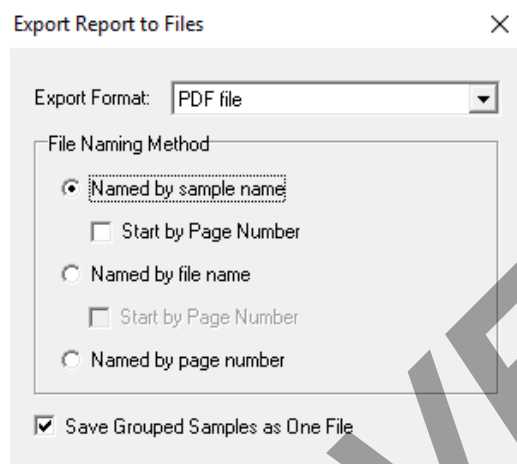 Export Report to Files
Export Format: PDF file
File Naming Method
Named by sample name
Start by Page Number
Named by file name
Start by Page Number
Named by page number
Save Grouped Samples as One File